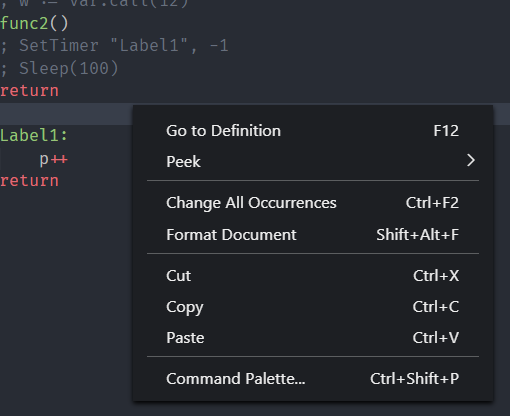 ; w := Var.call(12)
func2()
; SetTimer "Label1", -1
; Sleep(100)
return
Label1:
p++
return
Go to Definition F12
Peek
Change All Occurrences Ctrl+F2
Format Document Shift+Alt+F
Cut Ctrl+X
Copy Ctrl+C
Paste Ctrl+V
Command Palette... Ctrl+Shift+P